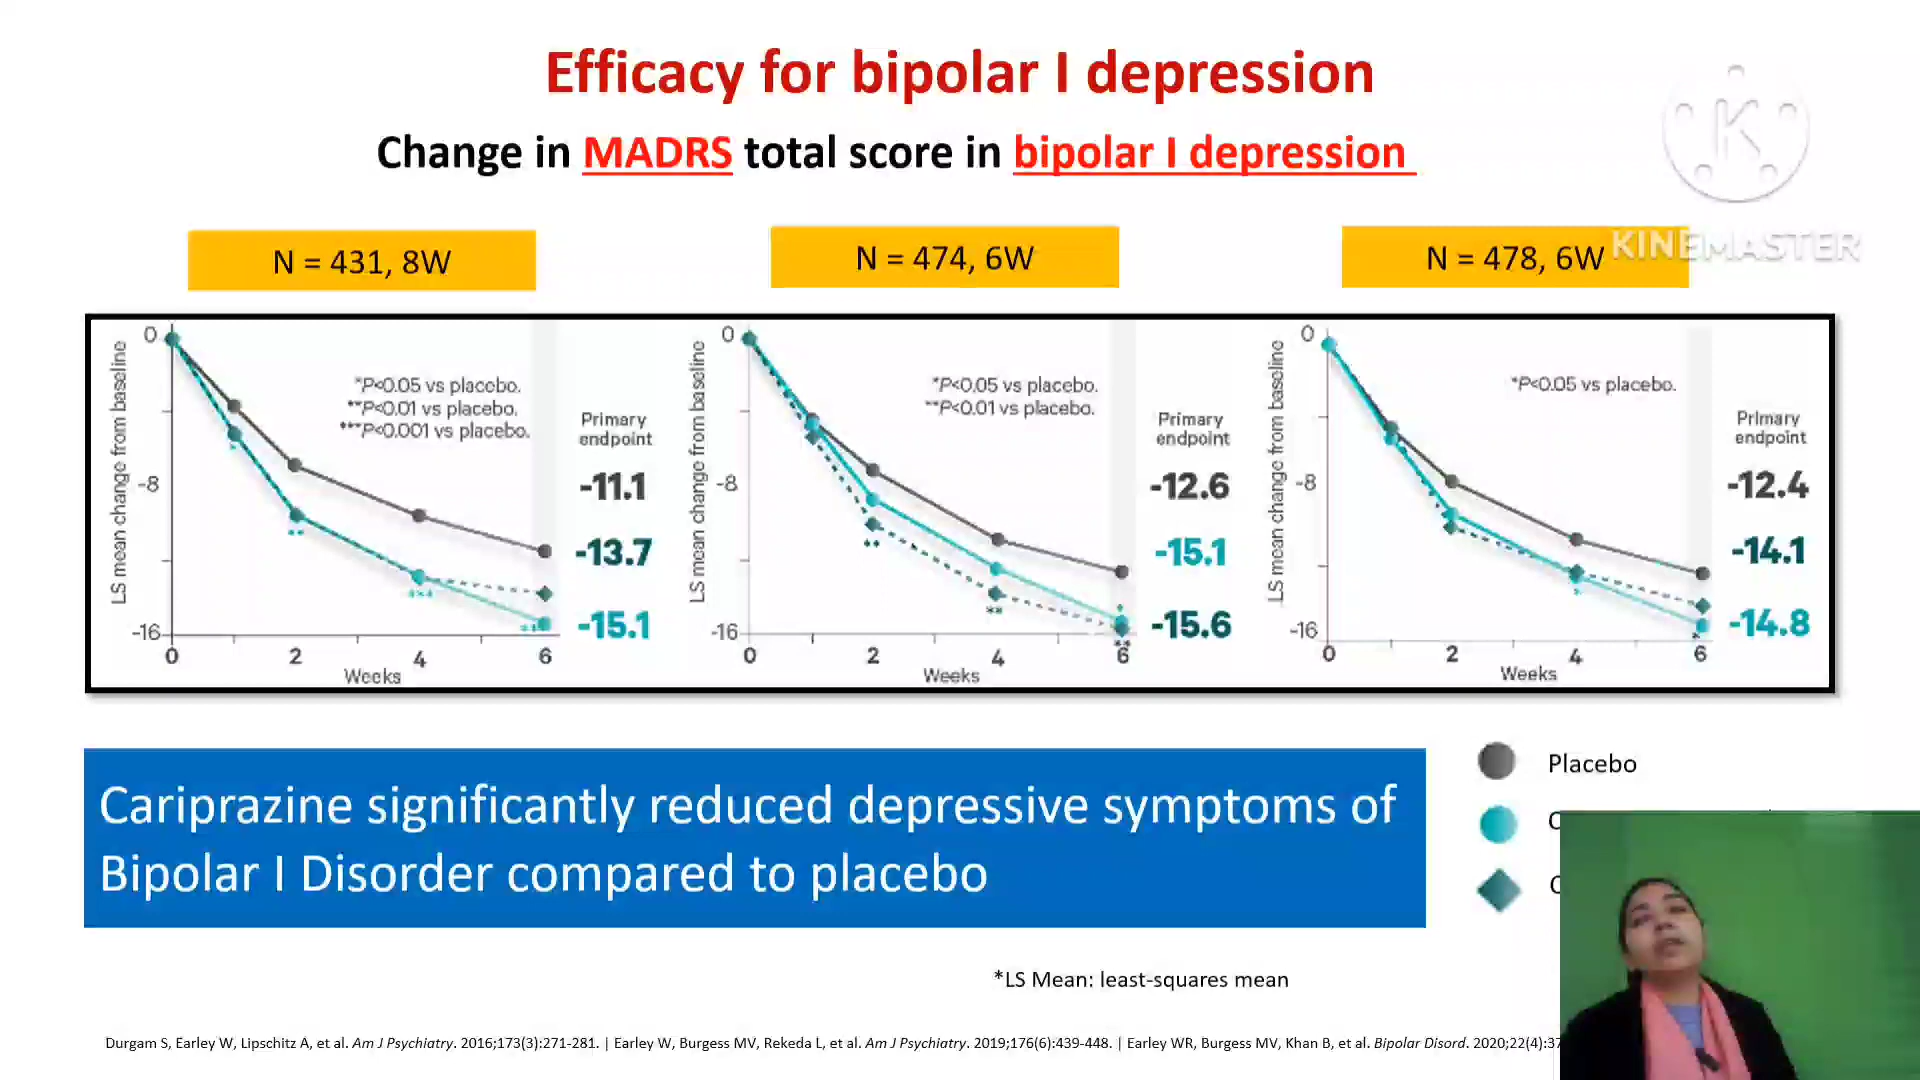 Efficacy for bipolar I depression
Change in MADRS total score in bipolar I depression
K
KINEMASTER
N = 431, 8W
N = 474, 6W
N = 478, 6W
LS mean change from baseline
0
-8
-16
0
2
4
6
Weeks
*P<0.05 vs placebo.
**P<0.01 vs placebo.
***P<0.001 vs placebo.
Primary
endpoint
-11.1
-13.7
-15.1
LS mean change from baseline
0
-8
-16
0
2
4
6
Weeks
*P<0.05 vs placebo.
**P<0.01 vs placebo.
Primary
endpoint
-12.6
-15.1
-15.6
LS mean change from baseline
0
-8
-16
0
2
4
6
Weeks
*P<0.05 vs placebo.
Primary
endpoint
-12.4
-14.1
-14.8
Cariprazine significantly reduced depressive symptoms of
Bipolar I Disorder compared to placebo
Placebo
*LS Mean: least-squares mean
Durgam S, Earley W, Lipschitz A, et al. Am J Psychiatry. 2016;173(3):271-281. | Earley W, Burgess MV, Rekeda L, et al. Am J Psychiatry. 2019;176(6):439-448. | Earley WR, Burgess MV, Khan B, et al. Bipolar Disord. 2020;22(4):37